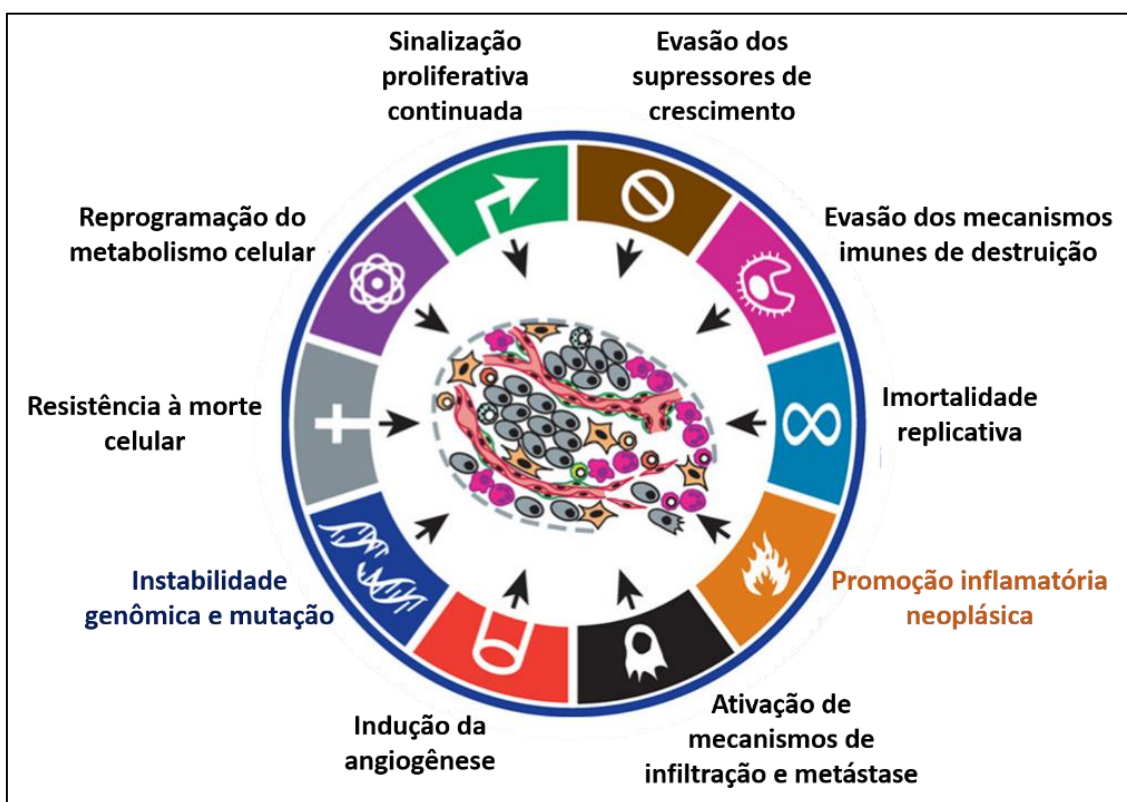 Sinalização
proliferativa
continuada
Evasão dos
supressores de
crescimento
Reprogramação do
metabolismo celular
Evasão dos mecanismos
imunes de destruição
Resistência à morte
celular
Imortalidade
replicativa
Instabilidade
genômica e mutação
Promoção inflamatória
neoplásica
Indução da
angiogênese
Ativação de
mecanismos de
infiltração e metástase